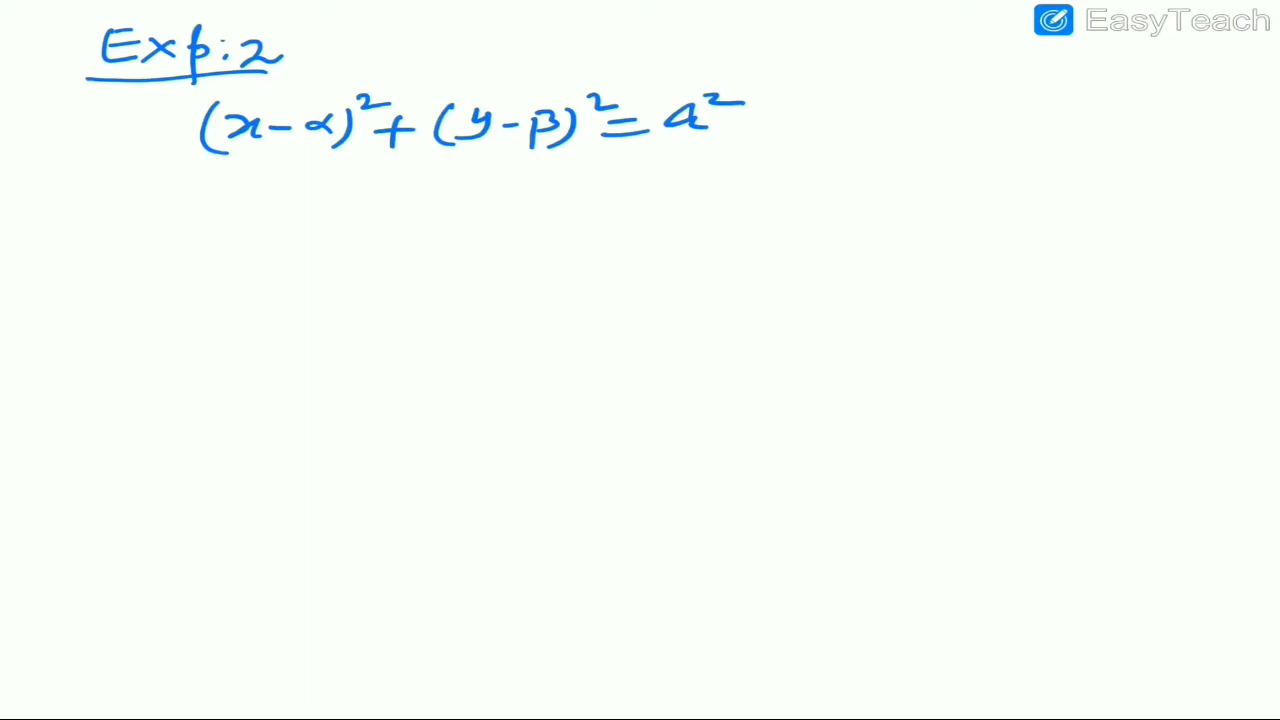 EasyTeach
Exp:2
(x-α)²+(y-β)²=a²